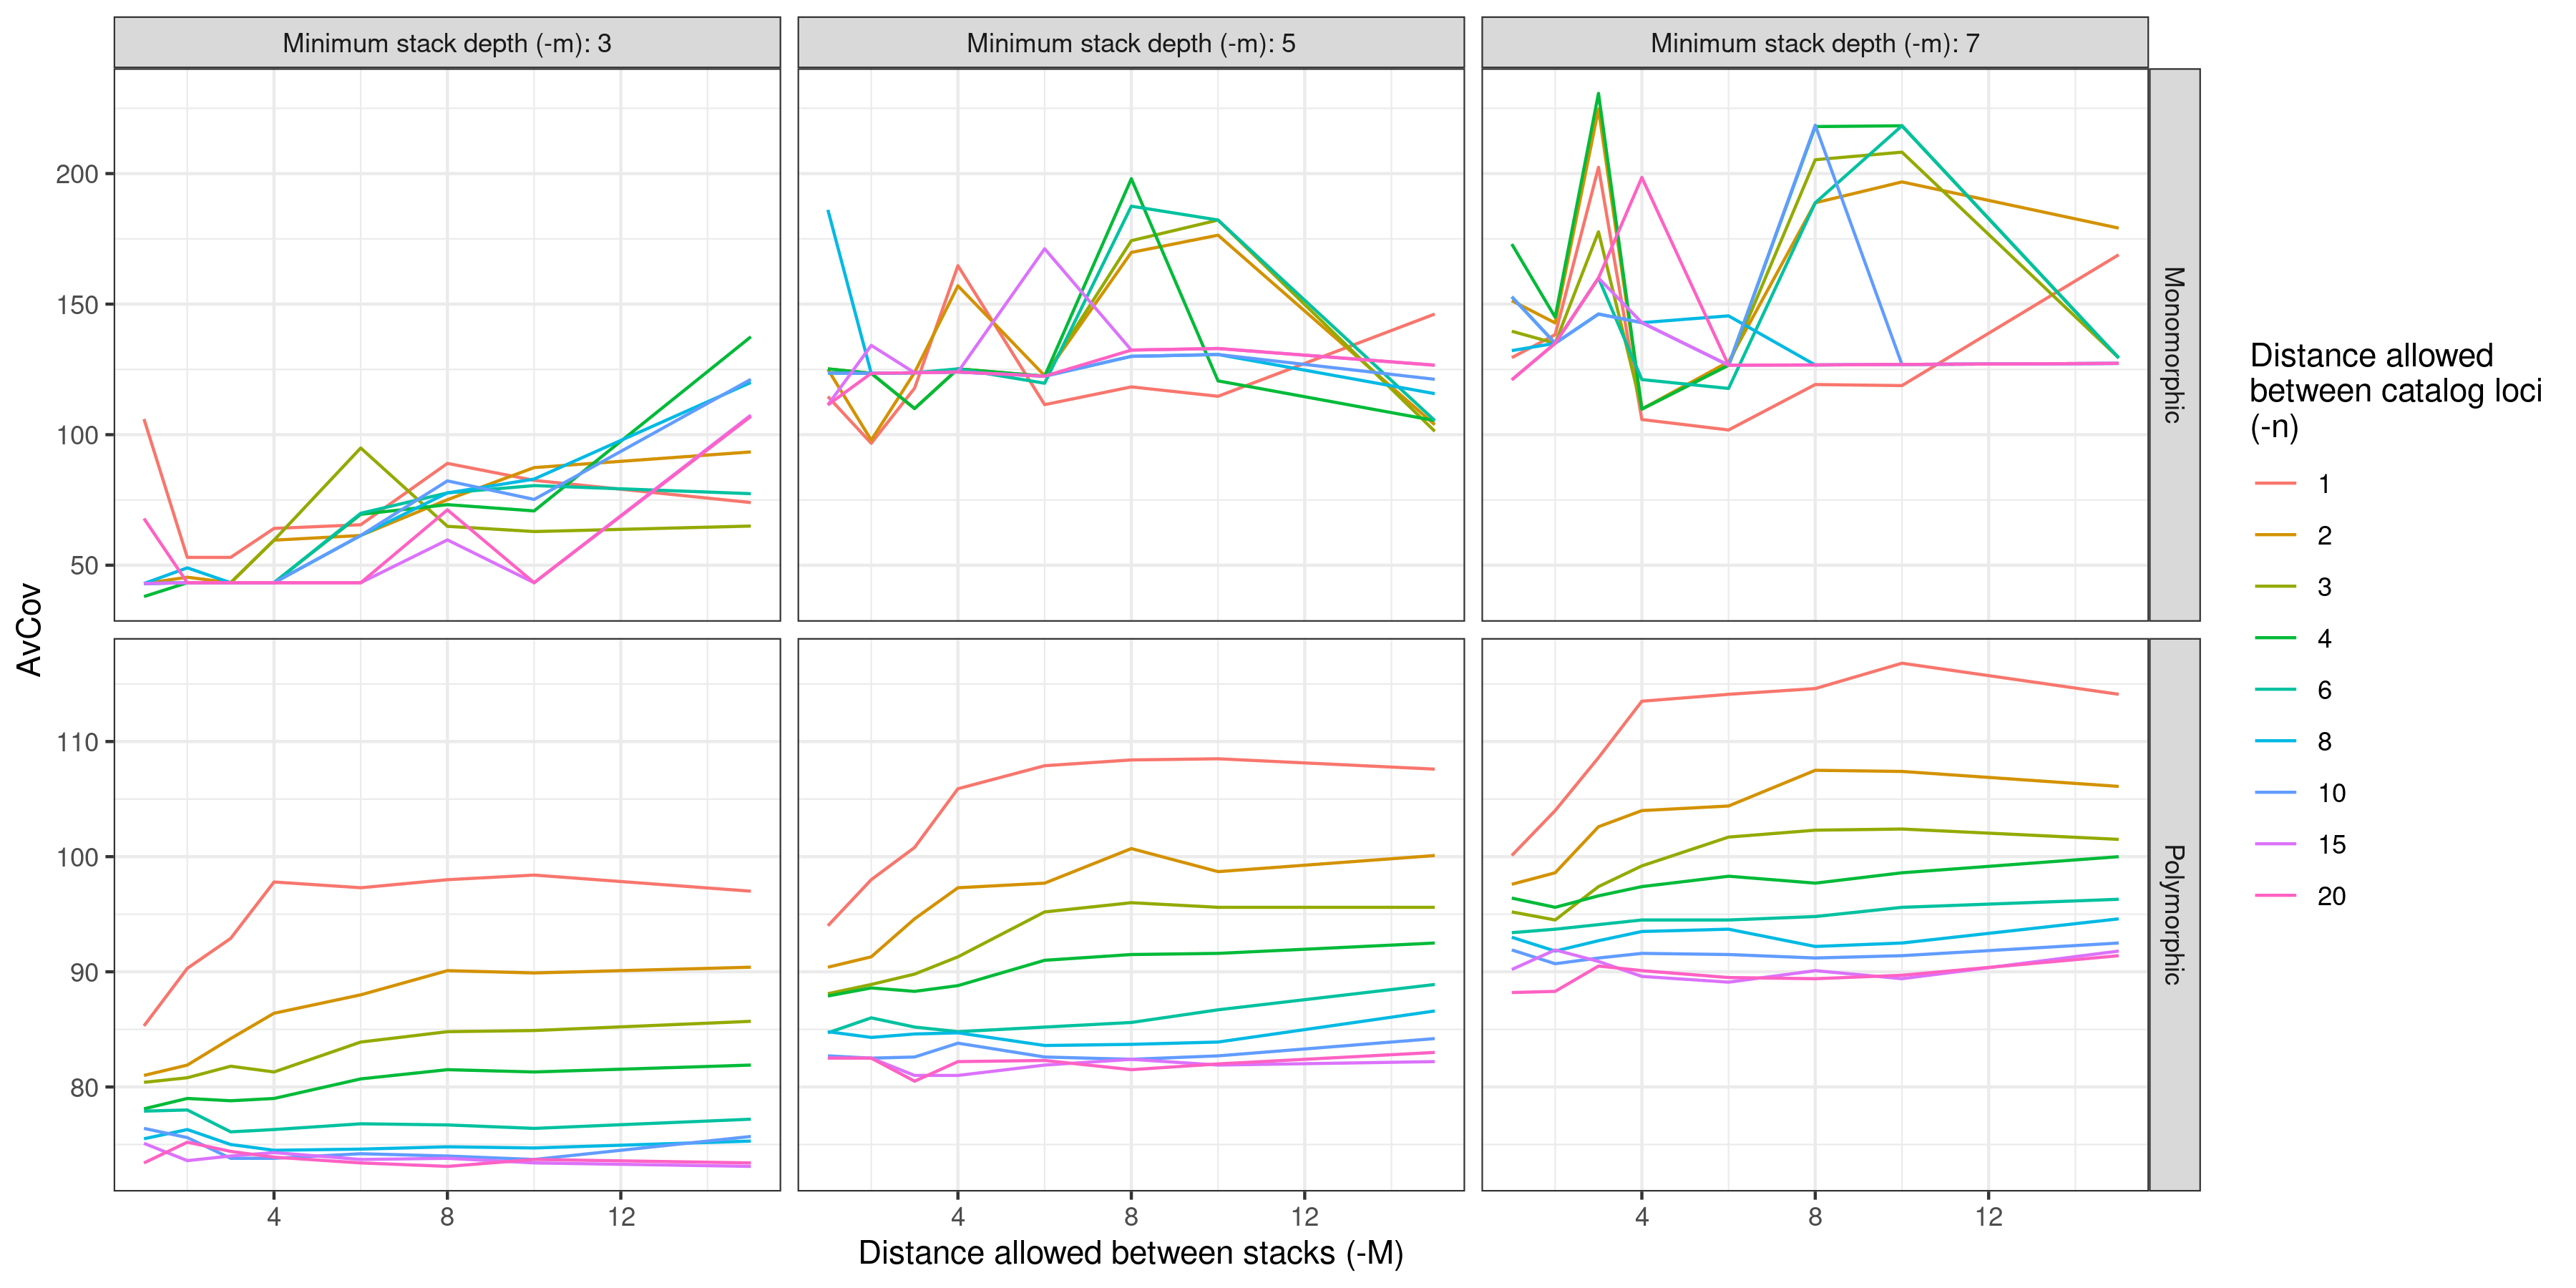 Minimum stack depth (-m): 3
Minimum stack depth (-m): 5
Minimum stack depth (-m): 7
200
150
100
50
Monomorphic
AvCov
110
100
90
80
Polymorphic
4
8
12
4
8
12
4
8
12
Distance allowed between stacks (-M)
Distance allowed
between catalog loci
(-n)
1
2
3
4
6
8
10
15
20